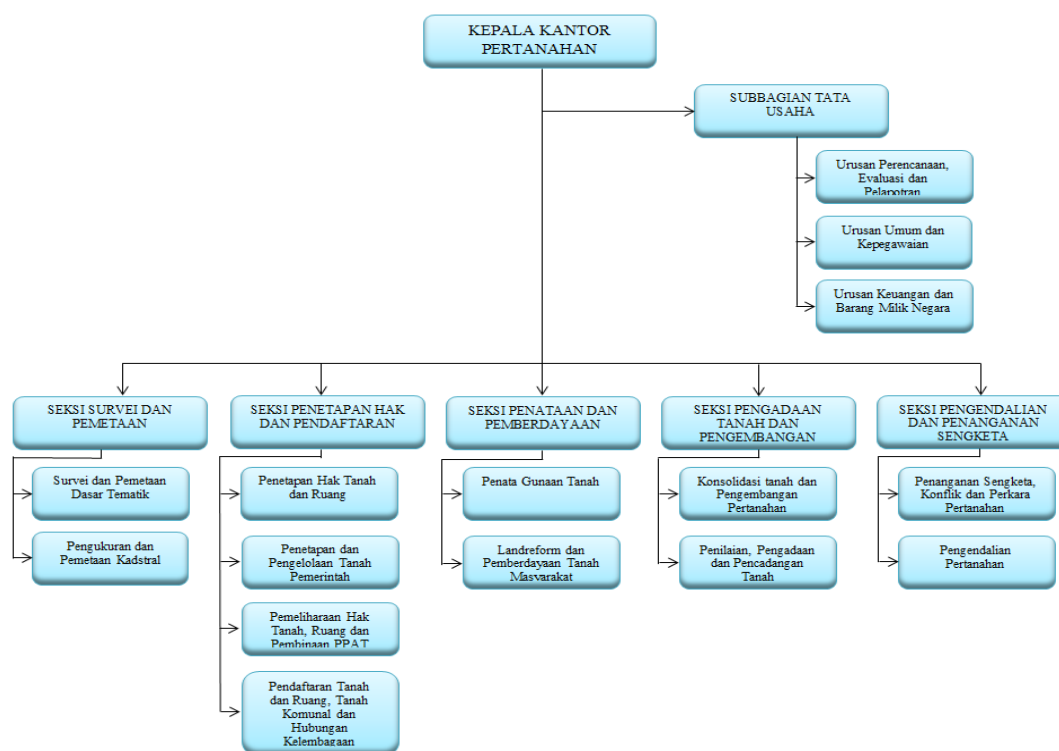 KEPALA KANTOR
PERTANAHAN
SUBBAGIAN TATA
USAHA
Urusan Perencanaan,
Evaluasi dan
Pelapotran
Urusan Umum dan
Kepegawaian
Urusan Keuangan dan
Barang Milik Negara
SEKSI SURVEI DAN
PEMETAAN
Survei dan Pemetaan
Dasar Tematik
Pengukuran dan
Pemetaan Kadstral
SEKSI PENETAPAN HAK
DAN PENDAFTARAN
Penetapan Hak Tanah
dan Ruang
Penetapan dan
Pengelolaan Tanah
Pemerintah
Pemeliharaan Hak
Tanah, Ruang dan
Pembinaan PPAT
Pendaftaran Tanah
dan Ruang, Tanah
Komunal dan
Hubungan
Kelembagaan
SEKSI PENATAAN DAN
PEMBERDAYAAN
Penata Gunaan Tanah
Landreform dan
Pemberdayaan Tanah
Masyarakat
SEKSI PENGADAAN
TANAH DAN
PENGEMBANGAN
Konsolidasi tanah dan
Pengembangan
Pertanahan
Penilaian, Pengadaan
dan Pencadangan
Tanah
SEKSI PENGENDALIAN
DAN PENANGANAN
SENGKETA
Penanganan Sengketa,
Konflik dan Perkara
Pertanahan
Pengendalian
Pertanahan